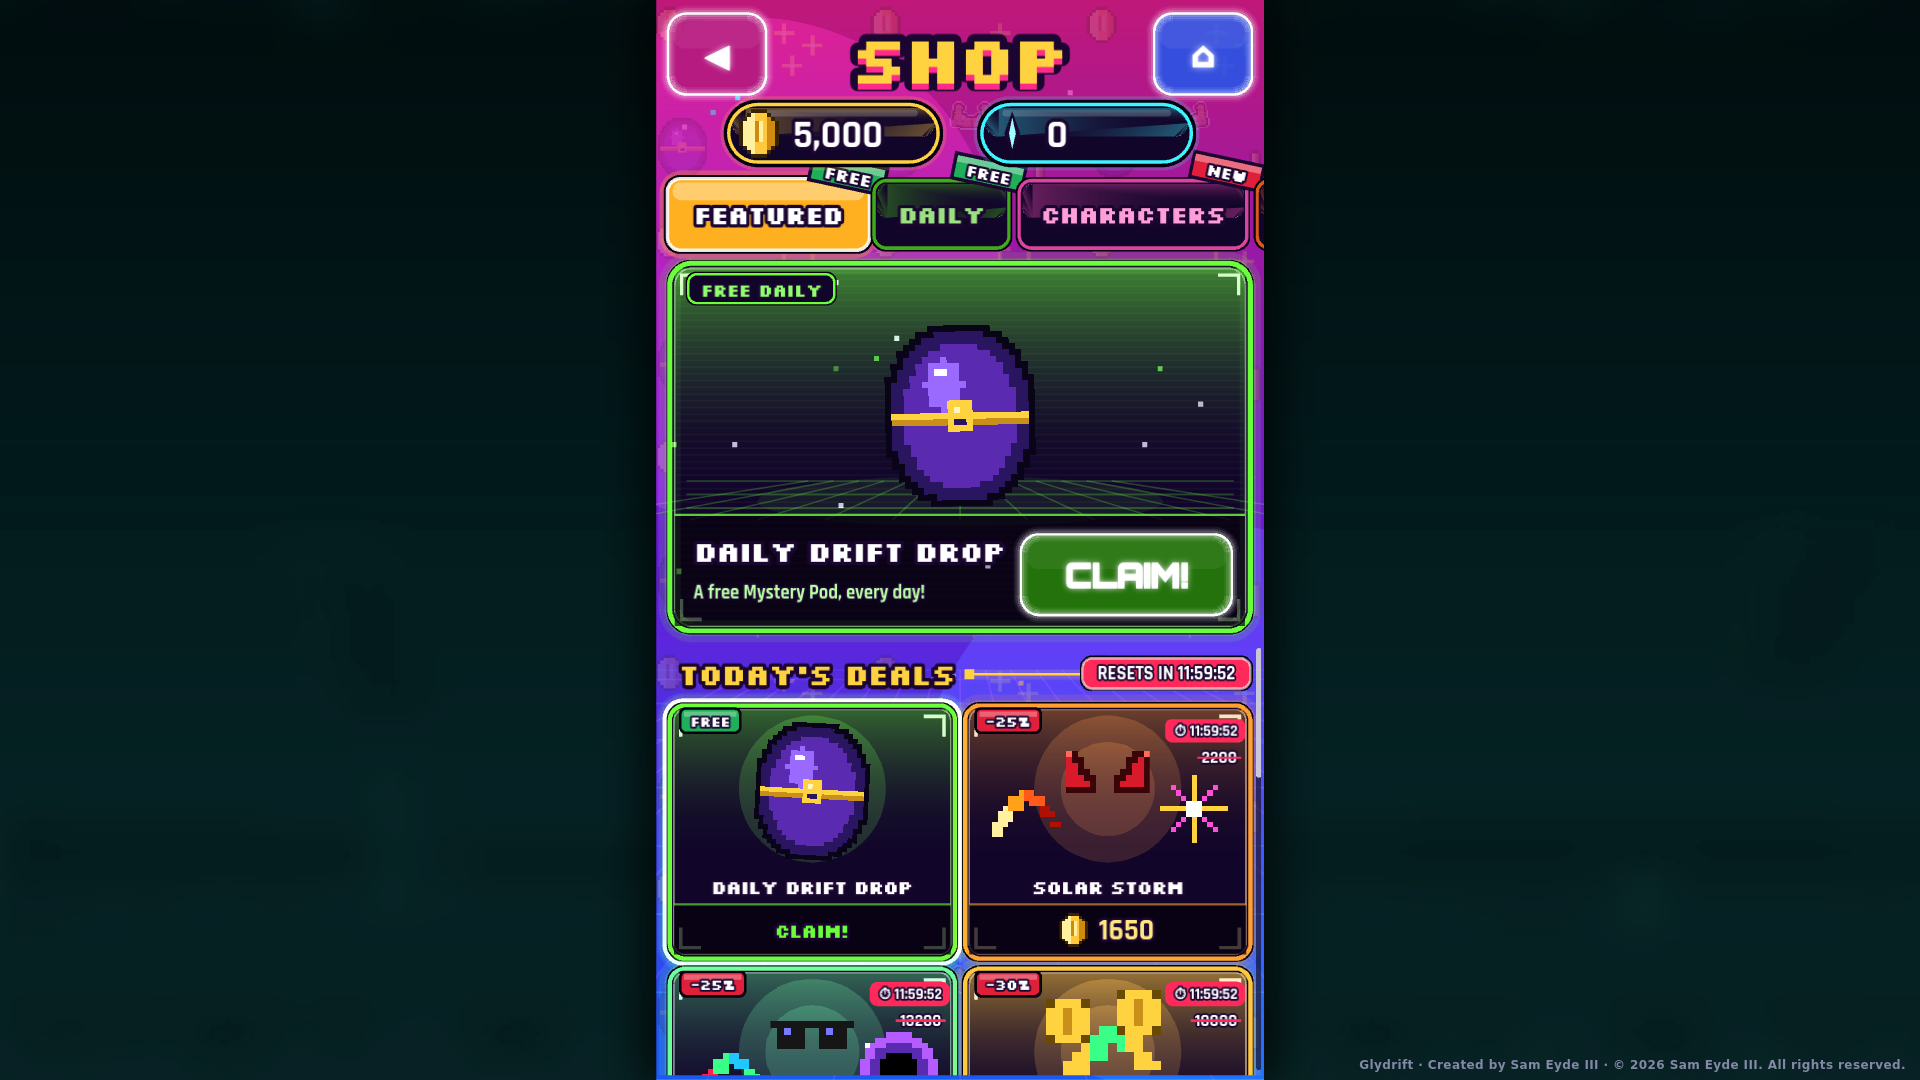 SHOP
5,000
0
FREE
FREE
NEW
FEATURED
DAILY
CHARACTERS
FREE DAILY
DAILY DRIFT DROP
A free Mystery Pod, every day!
CLAIM!
TODAY'S DEALS
RESETS IN 11:59:52
FREE
DAILY DRIFT DROP
CLAIM!
-25%
11:59:52
2200
SOLAR STORM
1650
-25%
11:59:52
13200
-30%
11:59:52
18000
Glydrift · Created by Sam Eyde III · © 2026 Sam Eyde III. All rights reserved.